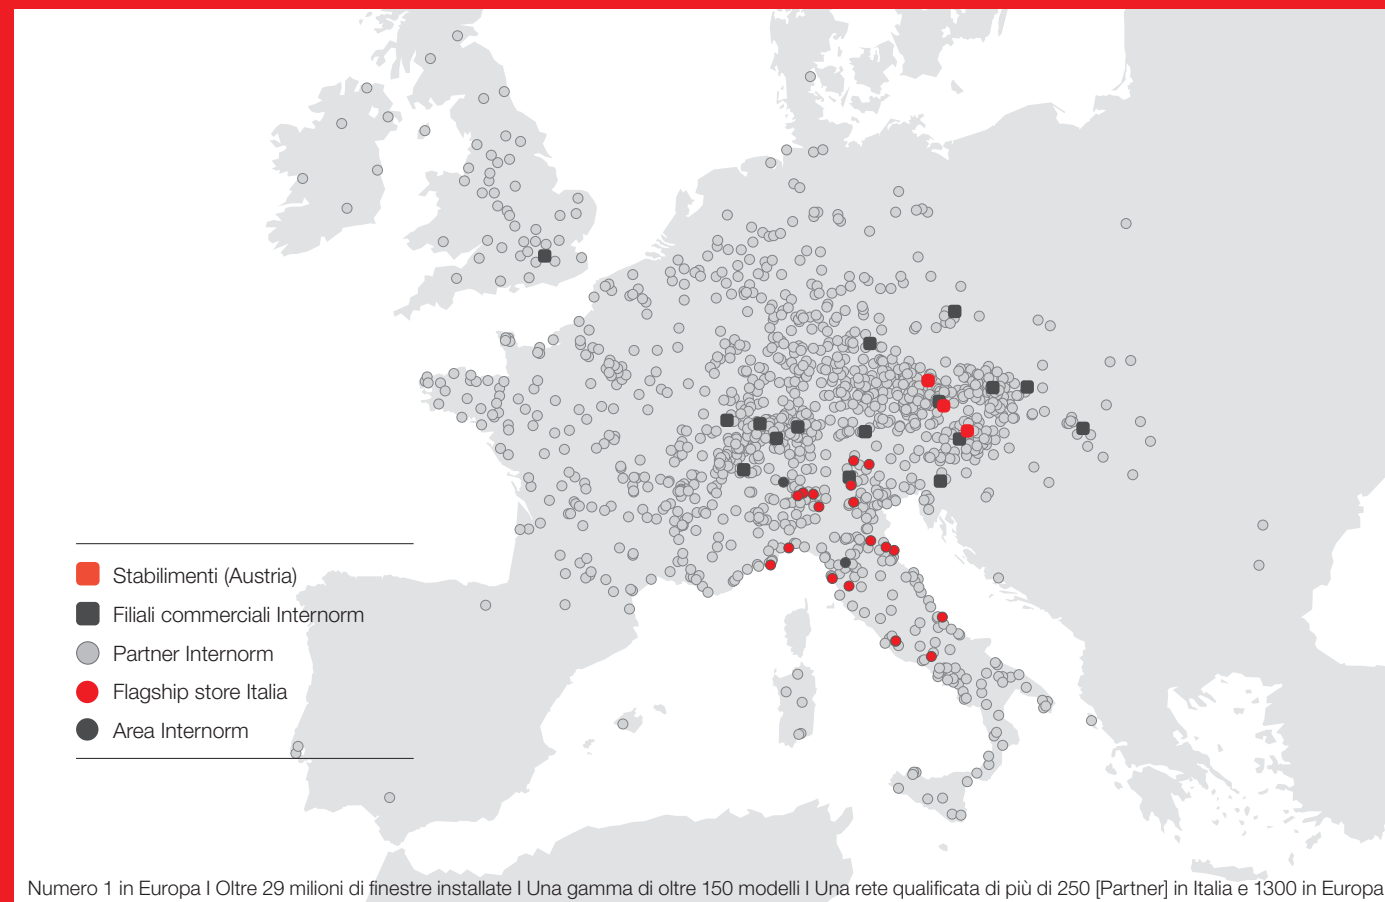 Stabilimenti (Austria)
Filiali commerciali Internorm
Partner Internorm
Flagship store Italia
Area Internorm
Numero 1 in Europa I Oltre 29 milioni di finestre installate I Una gamma di oltre 150 modelli I Una rete qualificata di più di 250 [Partner] in Italia e 1300 in Europa